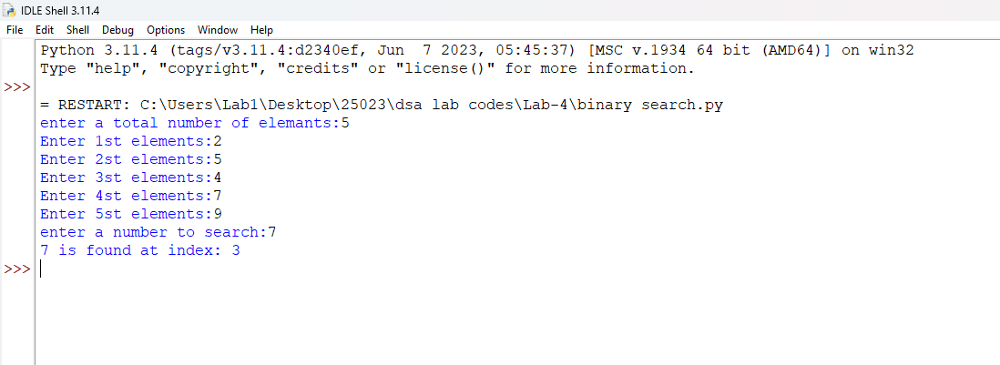 IDLE Shell 3.11.4
File Edit Shell Debug Options Window Help
Python 3.11.4 (tags/v3.11.4:d2340ef, Jun  7 2023, 05:45:37) [MSC v.1934 64 bit (AMD64)] on win32
Type "help", "copyright", "credits" or "license()" for more information.
>>>
= RESTART: C:\Users\Lab1\Desktop\25023\dsa lab codes\Lab-4\binary search.py
enter a total number of elemants:5
Enter 1st elements:2
Enter 2st elements:5
Enter 3st elements:4
Enter 4st elements:7
Enter 5st elements:9
enter a number to search:7
7 is found at index: 3
>>>